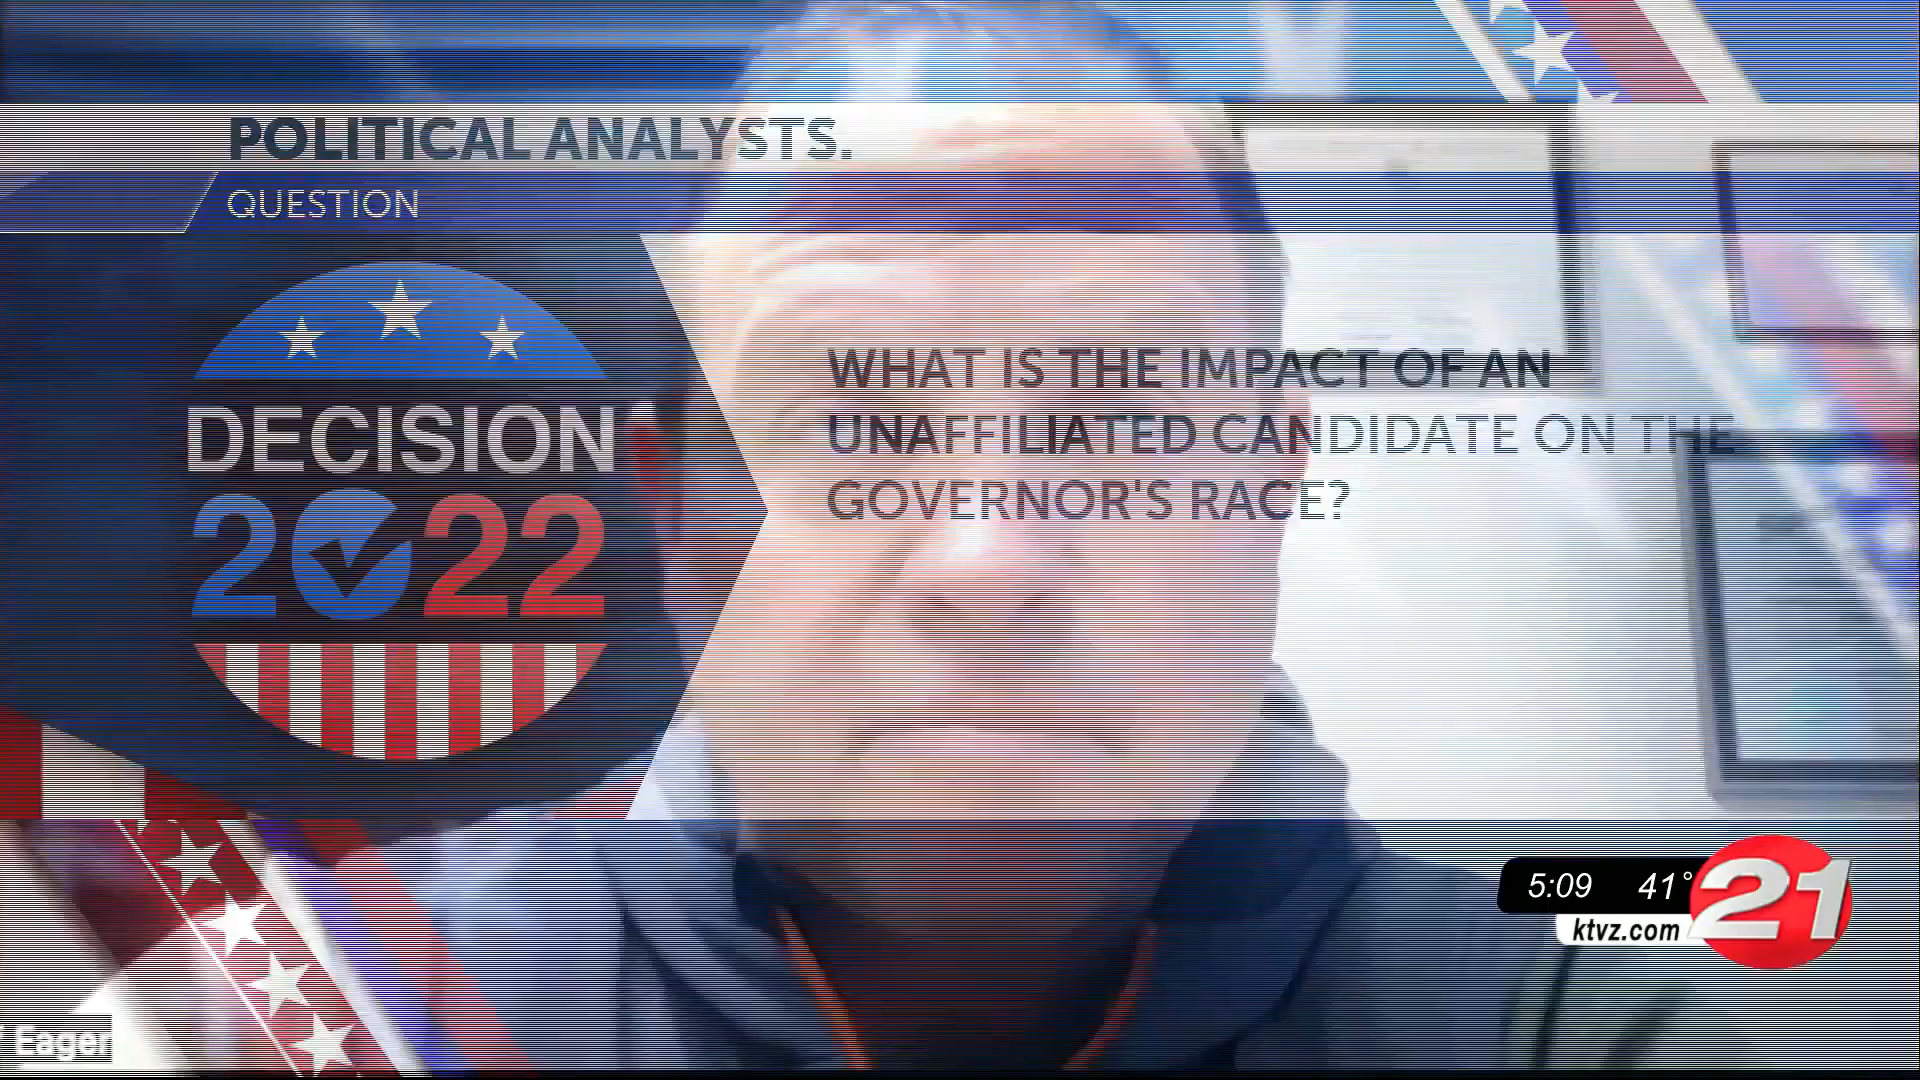 POLITICAL ANALYSTS.
QUESTION
DECISION
2022
WHAT IS THE IMPACT OF AN
UNAFFILIATED CANDIDATE ON THE
GOVERNOR'S RACE?
5:09 41°
ktvz.com
21
Eager